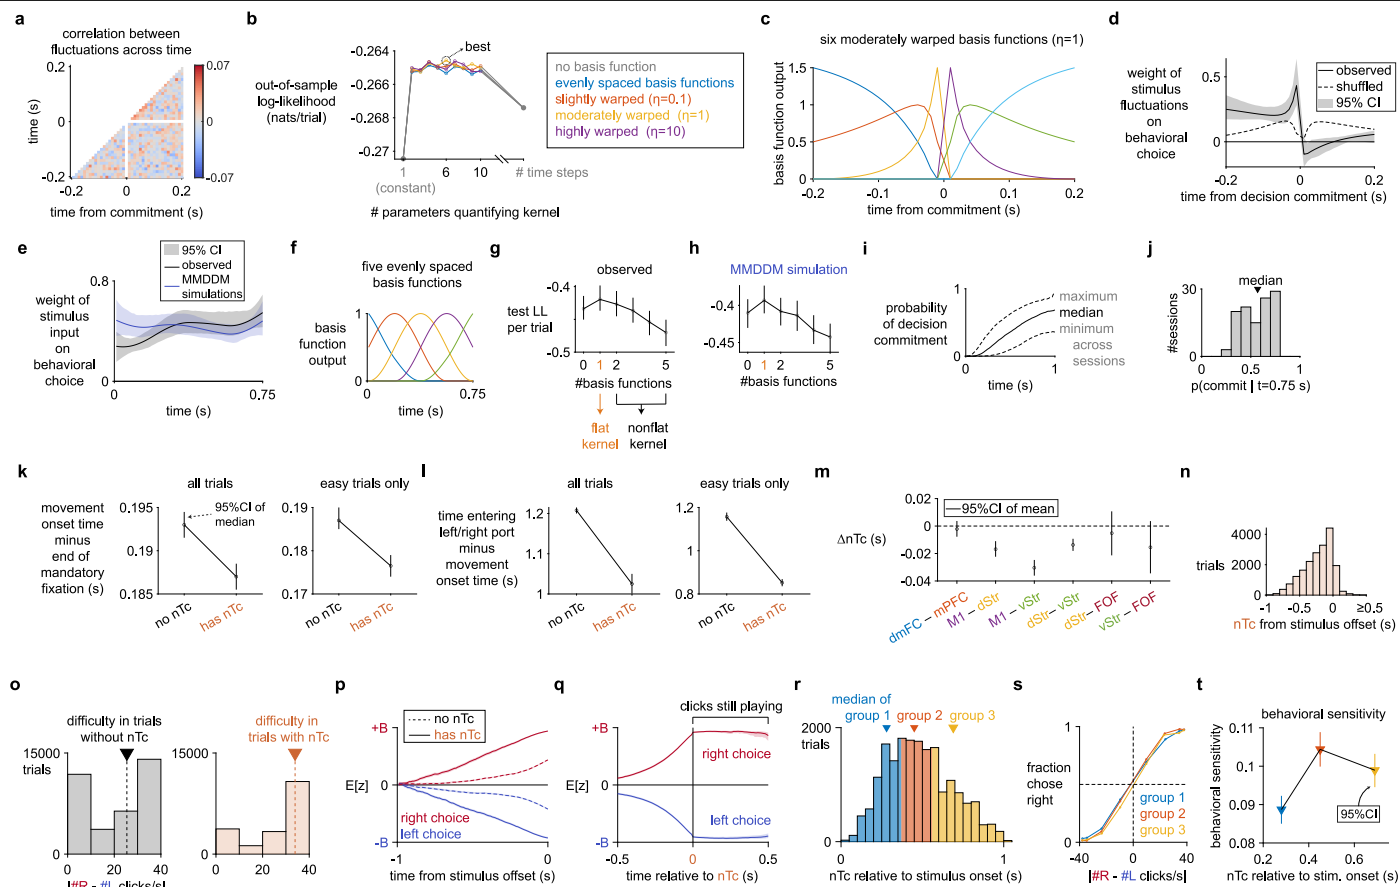 a
correlation between
fluctuations across time
0.2
0
-0.2
time (s)
-0.2
0
0.2
time from commitment (s)
0.07
-0.07
b
out-of-sample
log-likelihood
(nats/trial)
-0.264
-0.266
-0.268
-0.27
best
1
(constant)
6
10
# time steps
# parameters quantifying kernel
no basis function
evenly spaced basis functions
slightly warped (η=0.1)
moderately warped (η=1)
highly warped (η=10)
c
six moderately warped basis functions (η=1)
basis function output
1.5
1
0.5
0
-0.2
-0.1
0
0.1
0.2
time from commitment (s)
d
weight of
stimulus
fluctuations
on
behavioral
choice
0.5
0
observed
shuffled
95% CI
-0.2
0
0.2
time from decision commitment (s)
e
95% CI
observed
MMDDM
simulations
weight of
stimulus
input
on
behavioral
choice
0.8
0
0
0.75
time (s)
f
five evenly spaced
basis functions
basis
function
output
1
0
0
0.75
time (s)
g
observed
test LL
per trial
-0.4
-0.5
0
1
2
5
#basis functions
flat
kernel
nonflat
kernel
h
MMDDM simulation
-0.4
-0.45
0
1
2
5
#basis functions
i
probability
of decision
commitment
1
0
0
1
time (s)
maximum
median
minimum
across
sessions
j
#sessions
30
0
median
0
0.5
1
p(commit | t=0.75 s)
k
all trials
easy trials only
movement
onset time
minus
end of
mandatory
fixation (s)
0.195
0.19
0.185
95%CI of
median
no nTc
has nTc
0.19
0.18
0.17
no nTc
has nTc
l
all trials
easy trials only
time entering
left/right port
minus
movement
onset time (s)
1.2
1.1
1
no nTc
has nTc
1.2
1
0.8
no nTc
has nTc
m
95%CI of mean
ΔnTc (s)
0.02
0
-0.02
-0.04
dmFC - mPFC
M1 - dStr
M1 - vStr
dStr - vStr
dStr - FOF
vStr - FOF
n
trials
4000
2000
0
-1
-0.5
0
≥0.5
nTc from stimulus offset (s)
o
difficulty in trials
without nTc
difficulty in
trials with nTc
15000
trials
0
0
20
40
|#R - #L clicks/s|
15000
0
0
20
40
p
no nTc
has nTc
+B
E[z]
0
-B
right choice
left choice
-1
0
time from stimulus offset (s)
q
clicks still playing
+B
E[z]
0
-B
right choice
left choice
-0.5
0
0.5
time relative to nTc (s)
r
median of
group 1
group 2
group 3
2000
trials
0
0
1
nTc relative to stimulus onset (s)
s
fraction
chose
right
1
0.5
0
group 1
group 2
group 3
-40
0
40
#R - #L clicks/s|
t
behavioral sensitivity
behavioral sensitivity
0.11
0.1
0.09
0.08
95%CI
0.2
0.4
0.6
nTc relative to stim. onset (s)